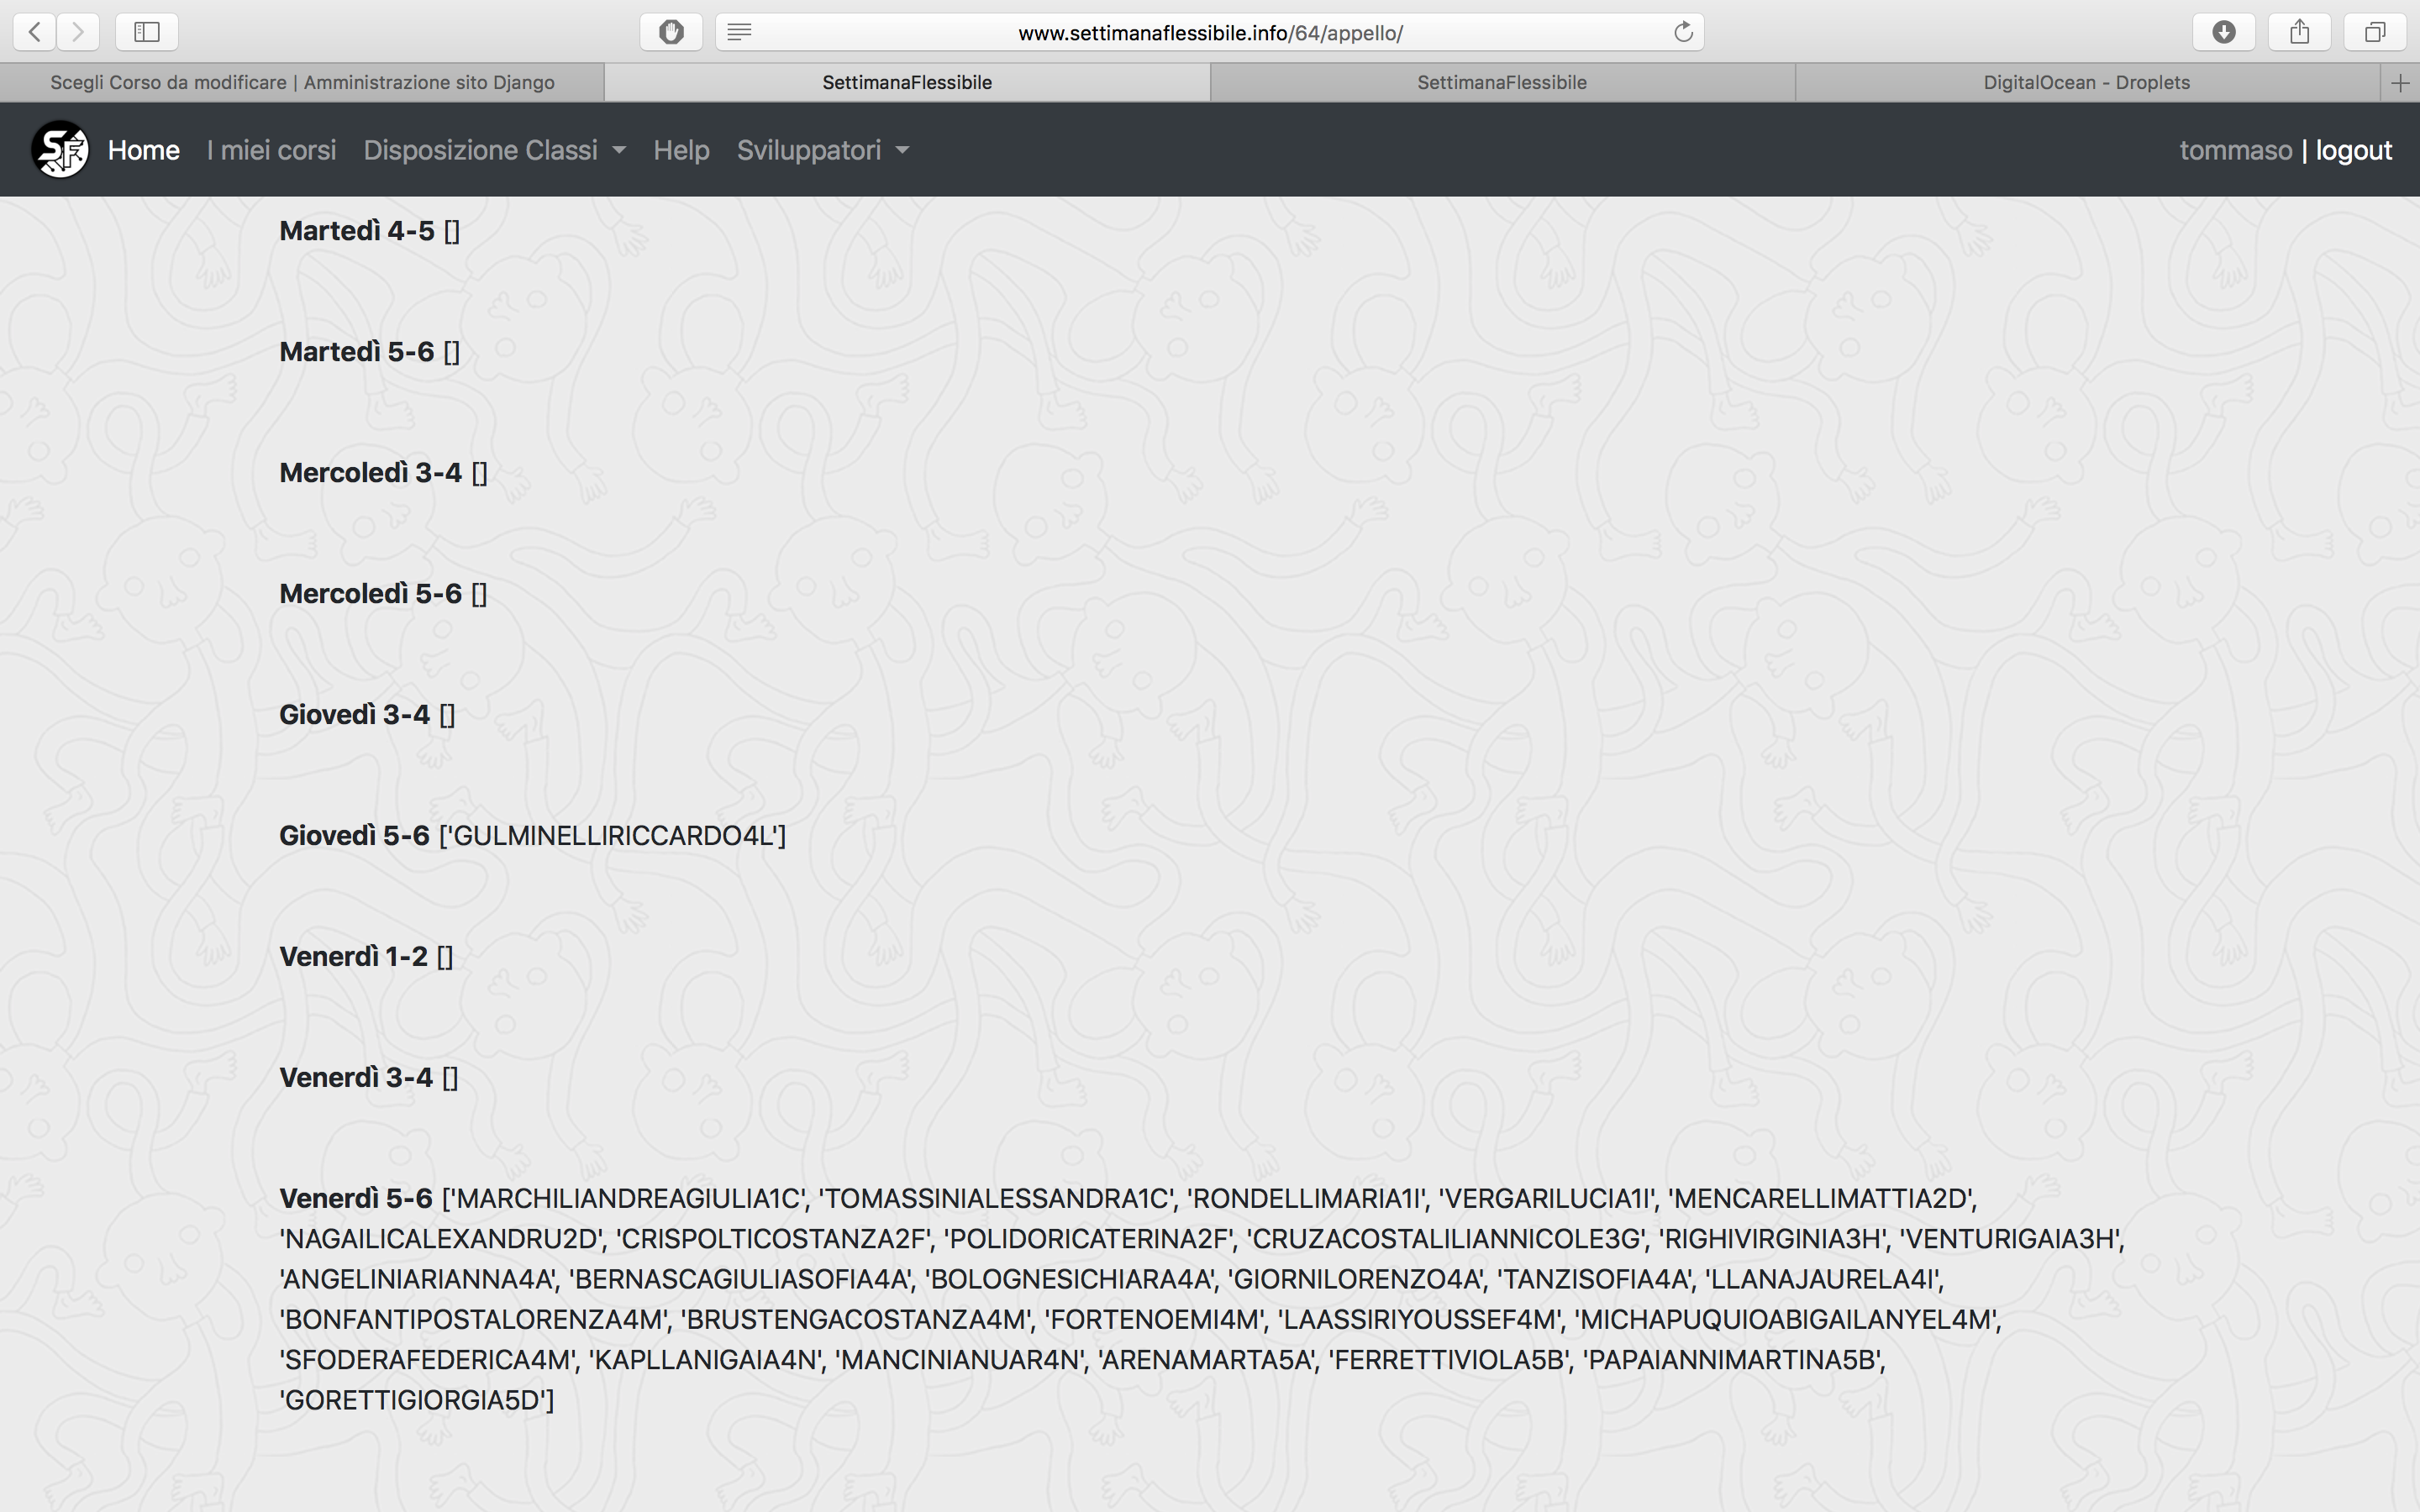 www.settimanaflessibile.info/64/appello/
Scegli Corso da modificare | Amministrazione sito Django
SettimanaFlessibile
SettimanaFlessibile
DigitalOcean - Droplets
SF Home I miei corsi Disposizione Classi Help Sviluppatori tommaso | logout
Martedì 4-5 []
Martedì 5-6 []
Mercoledì 3-4 []
Mercoledì 5-6 []
Giovedì 3-4 []
Giovedì 5-6 ['GULMINELLIRICCARDO4L']
Venerdì 1-2 []
Venerdì 3-4 []
Venerdì 5-6 ['MARCHILIANDREAGIULIA1C', 'TOMASSINIALESSANDRA1C', 'RONDELLIMARIA1I', 'VERGARILUCIA1I', 'MENCARELLIMATTIA2D',
'NAGAILICALEXANDRU2D', 'CRISPOLTICOSTANZA2F', 'POLIDORICATERINA2F', 'CRUZACOSTALILIANNICOLE3G', 'RIGHIVIRGINIA3H', 'VENTURIGAIA3H',
'ANGELINIARIANNA4A', 'BERNASCAGIULIASOFIA4A', 'BOLOGNESICHIARA4A', 'GIORNILORENZO4A', 'TANZISOFIA4A', 'LLANAJAURELA4I',
'BONFANTIPOSTALORENZA4M', 'BRUSTENGACOSTANZA4M', 'FORTENOEMI4M', 'LAASSIRIYOUSSEF4M', 'MICHAPUQUIOABIGAILANYEL4M',
'SFODERAFEDERICA4M', 'KAPLLANIGAIA4N', 'MANCINIANUAR4N', 'ARENAMARTA5A', 'FERRETTIVIOLA5B', 'PAPAIANNIMARTINA5B',
'GORETTIGIORGIA5D']